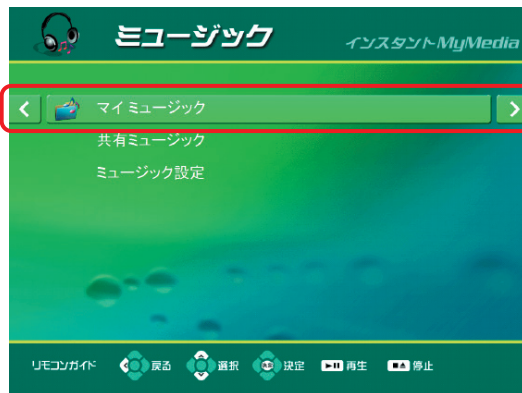 ミュージック インスタントMyMedia
マイミュージック
共有ミュージック
ミュージック設定
リモコンガイド 戻る 選択 決定 再生 停止